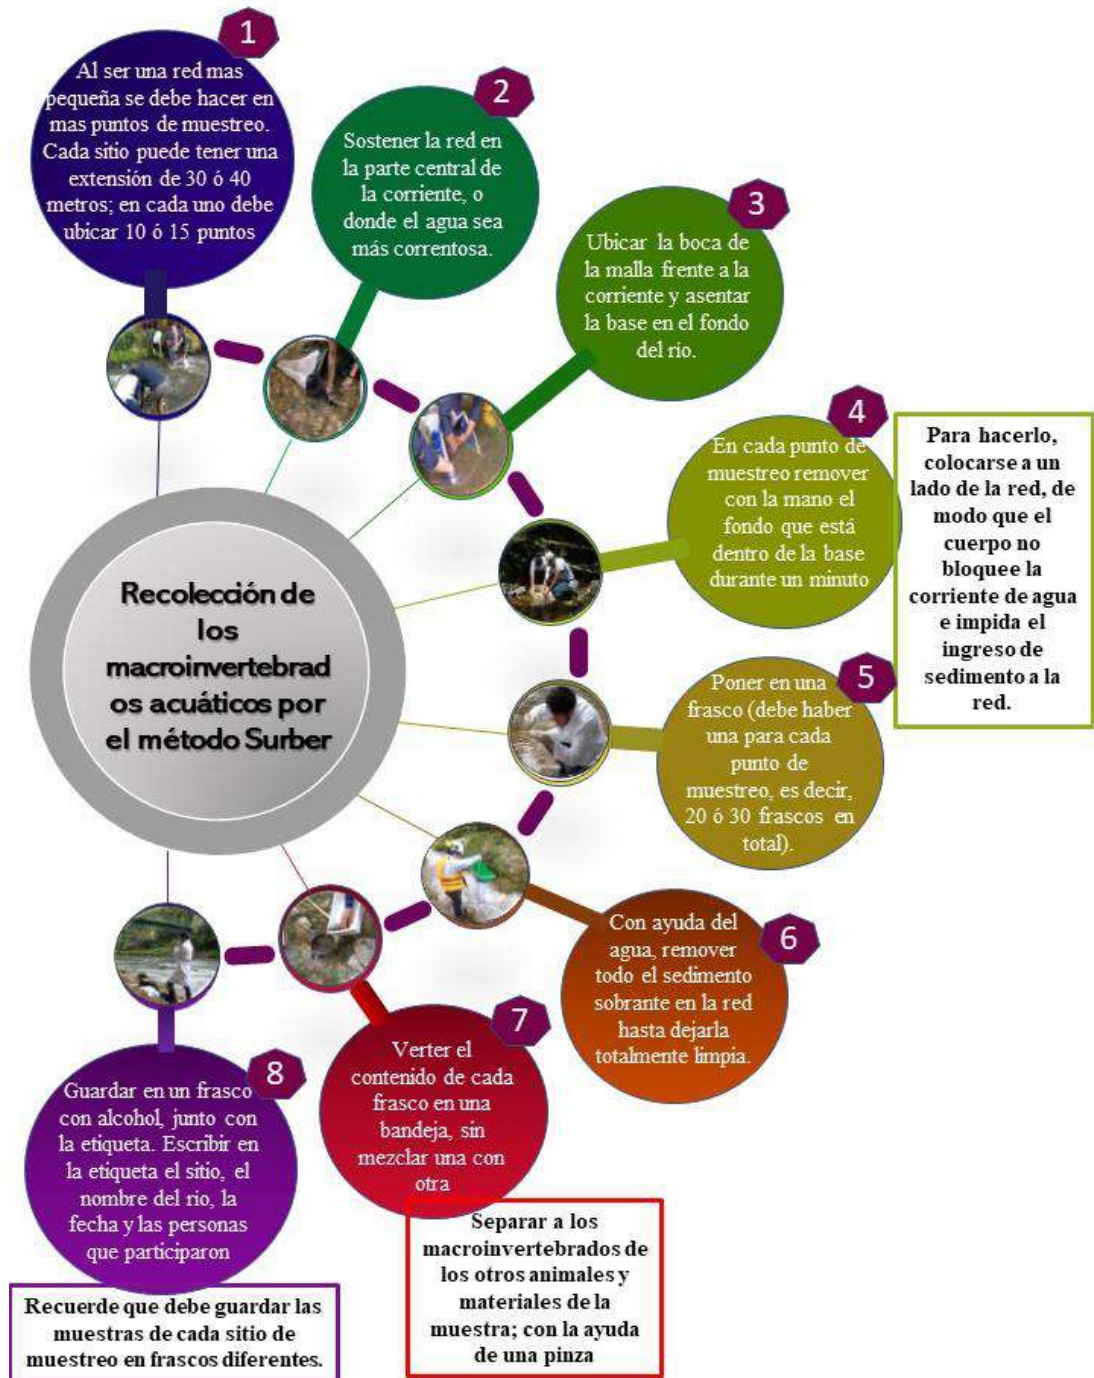 Recolección de
los
macroinvertebrad
os acuáticos por
el método Surber
1
Al ser una red mas
pequeña se debe hacer en
mas puntos de muestreo.
Cada sitio puede tener una
extensión de 30 ó 40
metros; en cada uno debe
ubicar 10 ó 15 puntos
2
Sostener la red en
la parte central de
la corriente, o
donde el agua sea
más correntosa.
3
Ubicar la boca de
la malla frente a la
corriente y asentar
la base en el fondo
del río.
4
En cada punto de
muestreo remover
con la mano el
fondo que está
dentro de la base
durante un minuto
Para hacerlo,
colocarse a un
lado de la red, de
modo que el
cuerpo no
bloquee la
corriente de agua
e impida el
ingreso de
sedimento a la
red.
5
Poner en una
frasco (debe haber
una para cada
punto de
muestreo, es decir,
20 ó 30 frascos en
total).
6
Con ayuda del
agua, remover
todo el sedimento
sobrante en la red
hasta dejarla
totalmente limpia.
7
Verter el
contenido de cada
frasco en una
bandeja, sin
mezclar una con
otra
Separar a los
macroinvertebrados de
los otros animales y
materiales de la
muestra; con la ayuda
de una pinza
8
Guardar en un frasco
con alcohol, junto con
la etiqueta. Escribir en
la etiqueta el sitio, el
nombre del rio, la
fecha y las personas
que participaron
Recuerde que debe guardar las
muestras de cada sitio de
muestreo en frascos diferentes.